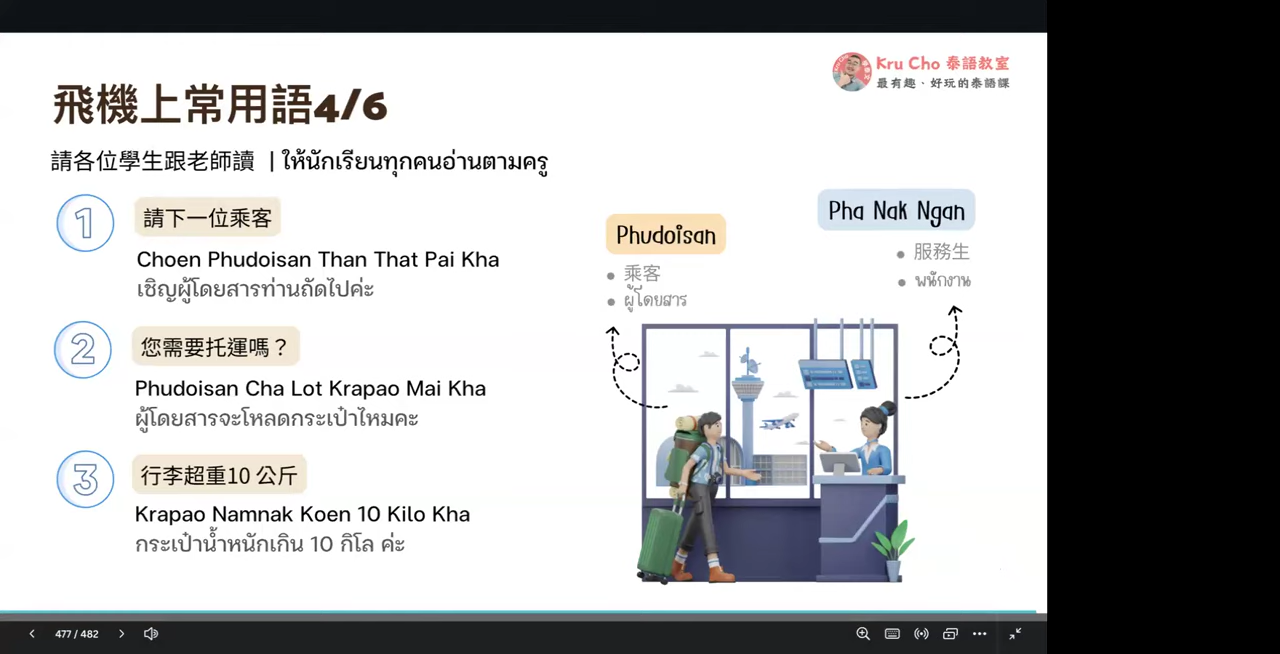 Kru Cho 泰語教室
最有趣、好玩的泰語課
飛機上常用語4/6
請各位學生跟老師讀 | ให้นักเรียนทุกคนอ่านตามครู
1
請下一位乘客
Choen Phudoisan Than That Pai Kha
เชิญผู้โดยสารท่านถัดไปค่ะ
2
您需要托運嗎？
Phudoisan Cha Lot Krapao Mai Kha
ผู้โดยสารจะโหลดกระเป๋าไหมคะ
3
行李超重10 公斤
Krapao Namnak Koen 10 Kilo Kha
กระเป๋าน้ำหนักเกิน 10 กิโล ค่ะ
Phudoisan
• 乘客
• ผู้โดยสาร
Pha Nak Ngan
• 服務生
• พนักงาน
477 / 482